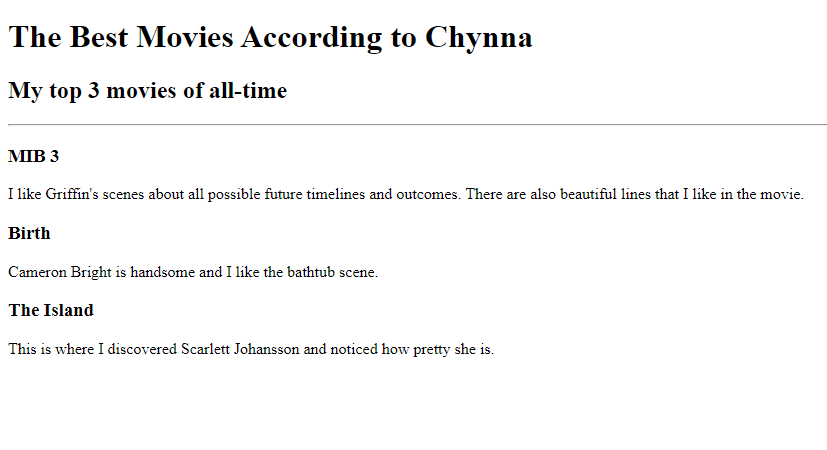 The Best Movies According to Chynna
My top 3 movies of all-time
MIB 3
I like Griffin's scenes about all possible future timelines and outcomes. There are also beautiful lines that I like in the movie.
Birth
Cameron Bright is handsome and I like the bathtub scene.
The Island
This is where I discovered Scarlett Johansson and noticed how pretty she is.